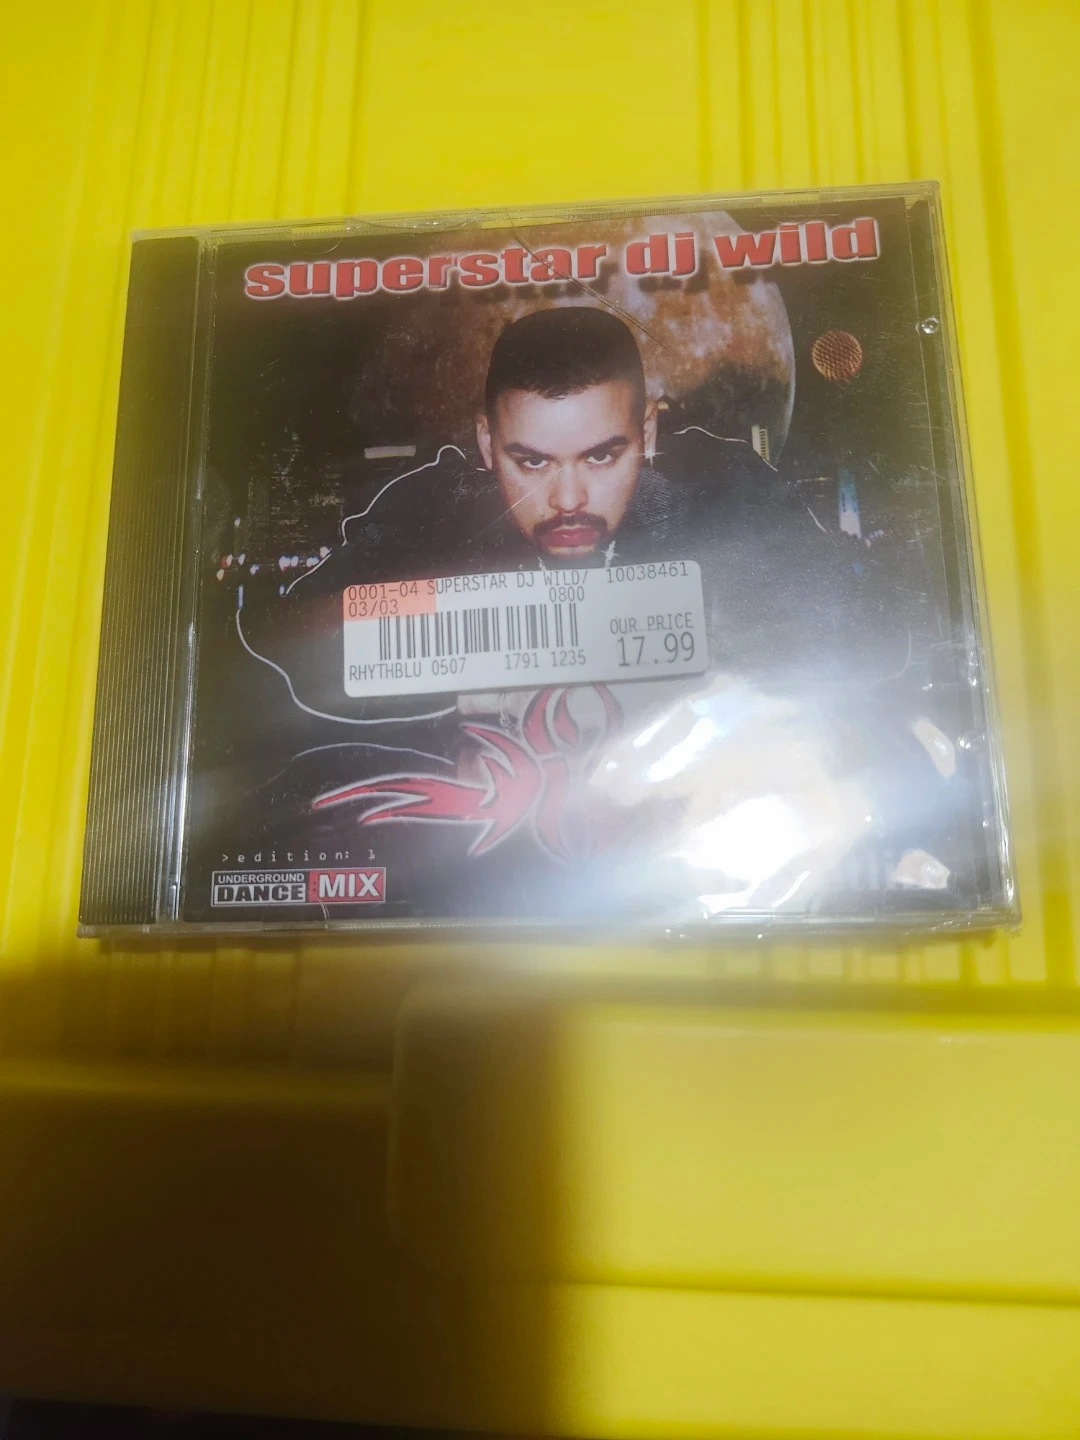 superstar dj wild
0001-04 SUPERSTAR DJ WILD/ 10038461
03/03 0800
OUR PRICE
17.99
RHYTHBLU 0507 1791 1235
>edition: 1
UNDERGROUND
DANCE MIX